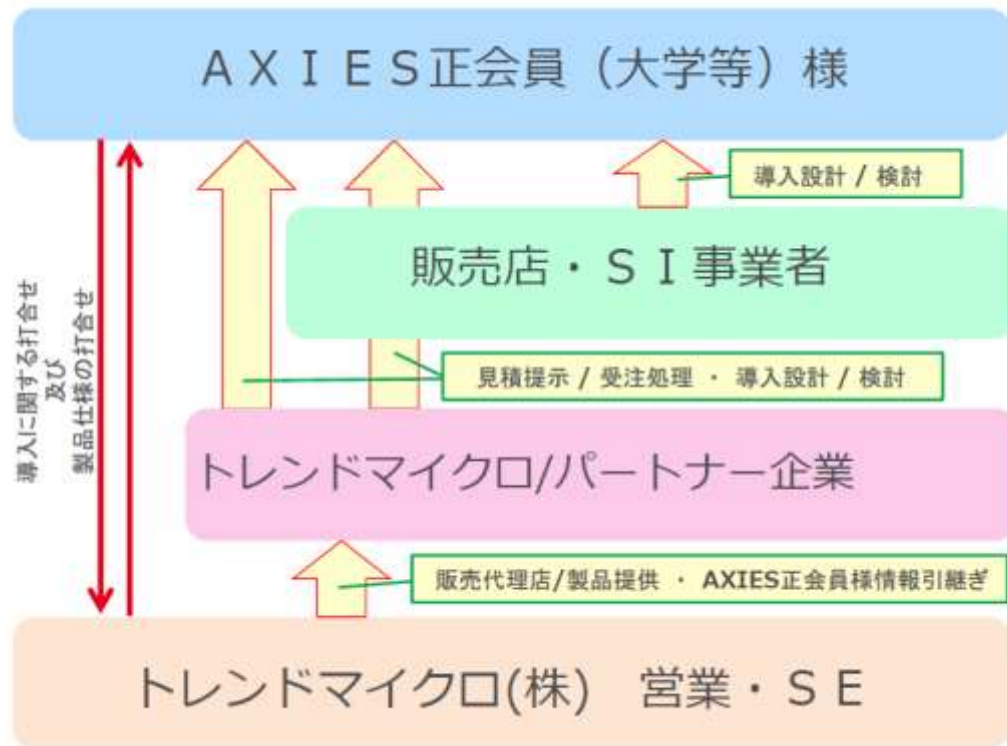 ＡＸＩＥＳ正会員（大学等）様
導入設計 / 検討
販売店・ＳＩ事業者
導入に関する打合せ
及び
製品仕様の打合せ
見積提示 / 受注処理 ・ 導入設計 / 検討
トレンドマイクロ/パートナー企業
販売代理店/製品提供 ・ AXIES正会員様情報引継ぎ
トレンドマイクロ(株)　営業・ＳＥ